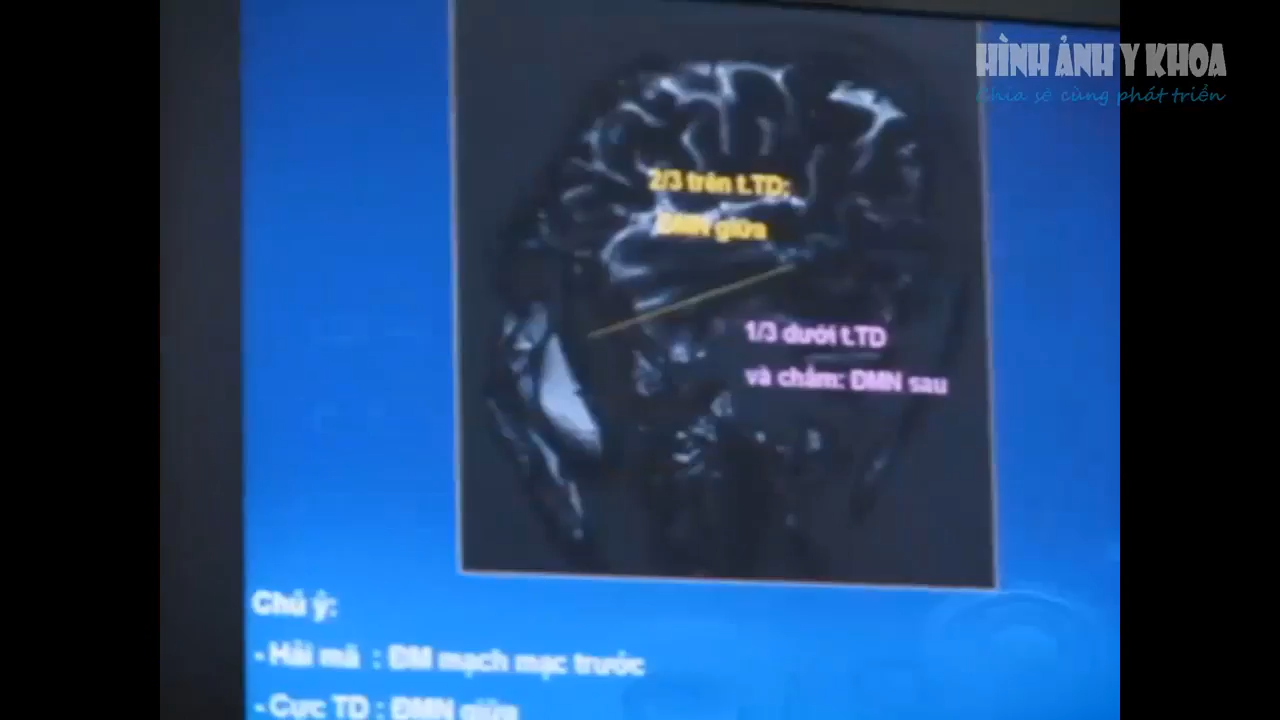 HÌNH ẢNH Y KHOA
Chia sẻ cùng phát triển
2/3 trên t.TD:
ĐMN giữa
1/3 dưới t.TD
và chẩm: ĐMN sau
Chú ý:
- Hải mã : ĐM mạch mạc trước
- Cực TD : ĐMN giữa